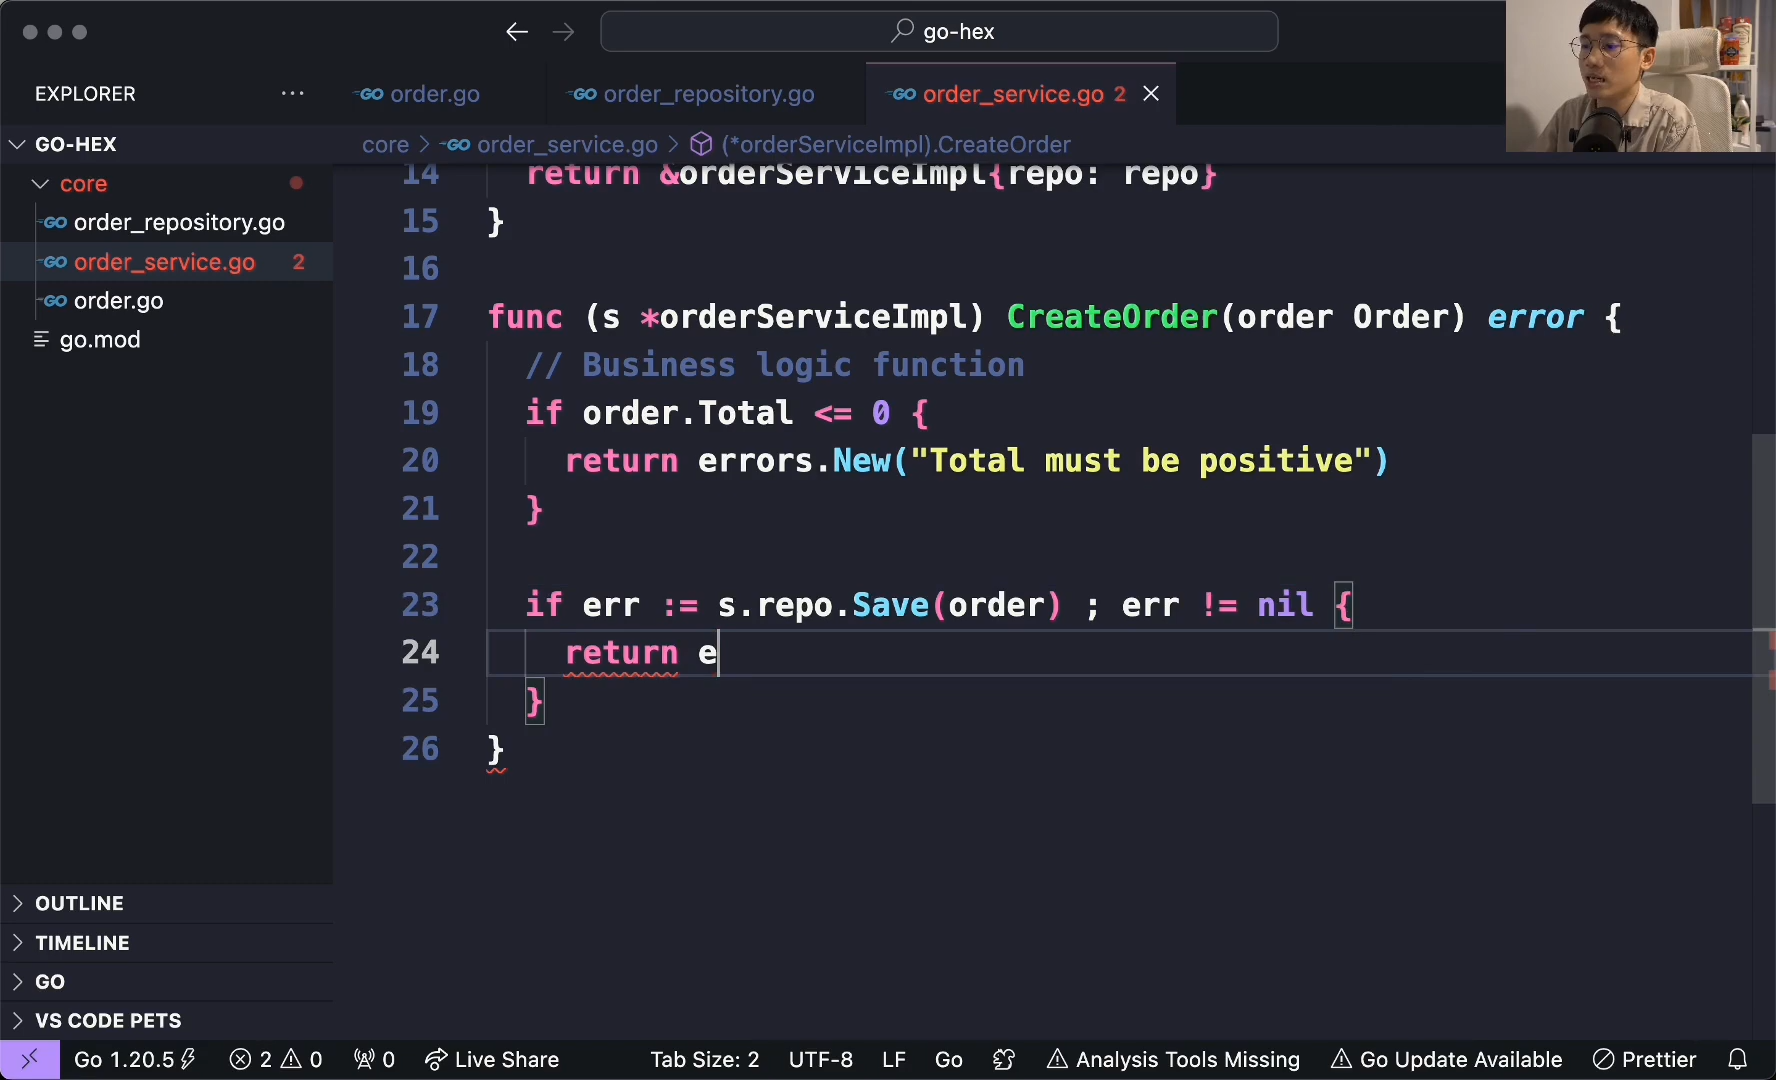 go-hex
EXPLORER
order.go
order_repository.go
order_service.go 2
GO-HEX
core > order_service.go > (*orderServiceImpl).CreateOrder
core
order_repository.go
order_service.go 2
order.go
go.mod
14 return &orderServiceImpl{repo: repo}
15 }
16
17 func (s *orderServiceImpl) CreateOrder(order Order) error {
18 // Business logic function
19 if order.Total <= 0 {
20 return errors.New("Total must be positive")
21 }
22
23 if err := s.repo.Save(order) ; err != nil {
24 return e
25 }
26 }
OUTLINE
TIMELINE
GO
VS CODE PETS
Go 1.20.5 2 0 0 Live Share Tab Size: 2 UTF-8 LF Go Analysis Tools Missing Go Update Available Prettier